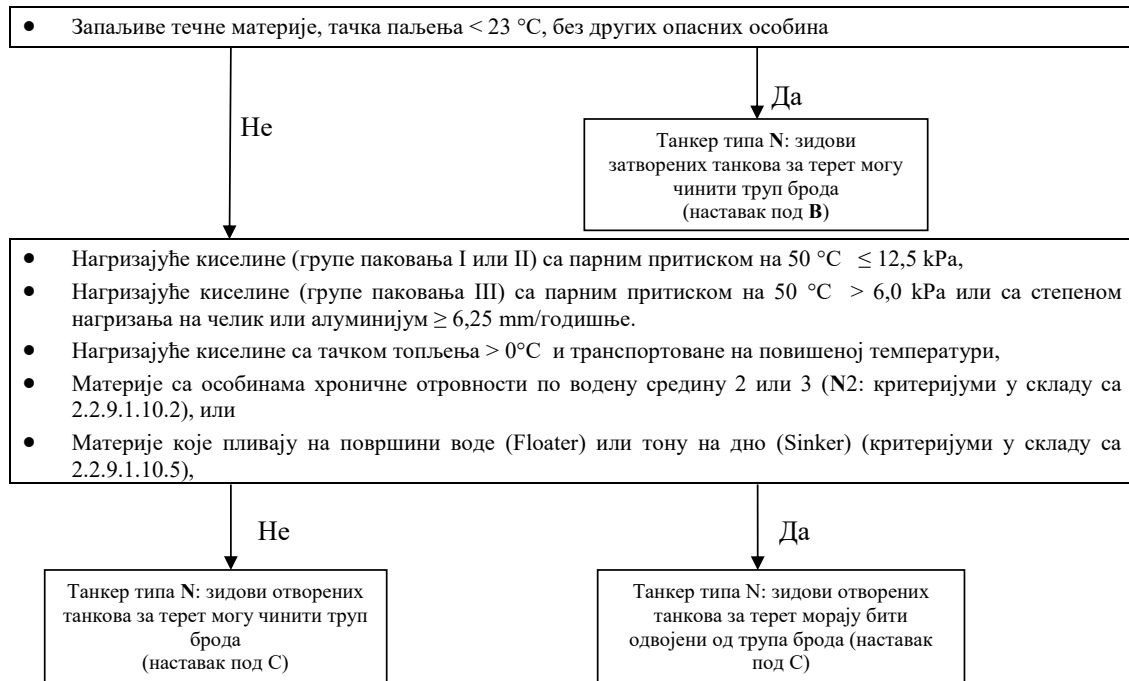 ● Запаљиве течне материје, тачка паљења < 23 °C, без других опасних особина
Не
Да
Танкер типа N: зидови
затворених танкова за терет могу
чинити труп брода
(наставак под B)
● Нагризајуће киселине (групе паковања I или II) са парним притиском на 50 °C ≤ 12,5 kPa,
● Нагризајуће киселине (групе паковања III) са парним притиском на 50 °C > 6,0 kPa или са степеном
нагризања на челик или алуминијум ≥ 6,25 mm/годишње.
● Нагризајуће киселине са тачком топљења > 0°C и транспортоване на повишеној температури,
● Материје са особинама хроничне отровности по водену средину 2 или 3 (N2: критеријуми у складу са
2.2.9.1.10.2), или
● Материје које пливају на површини воде (Floater) или тону на дно (Sinker) (критеријуми у складу са
2.2.9.1.10.5),
Не
Да
Танкер типа N: зидови отворених
танкова за терет могу чинити труп
брода
(наставак под C)
Танкер типа N: зидови отворених
танкова за терет морају бити
одвојени од трупа брода (наставак
под C)